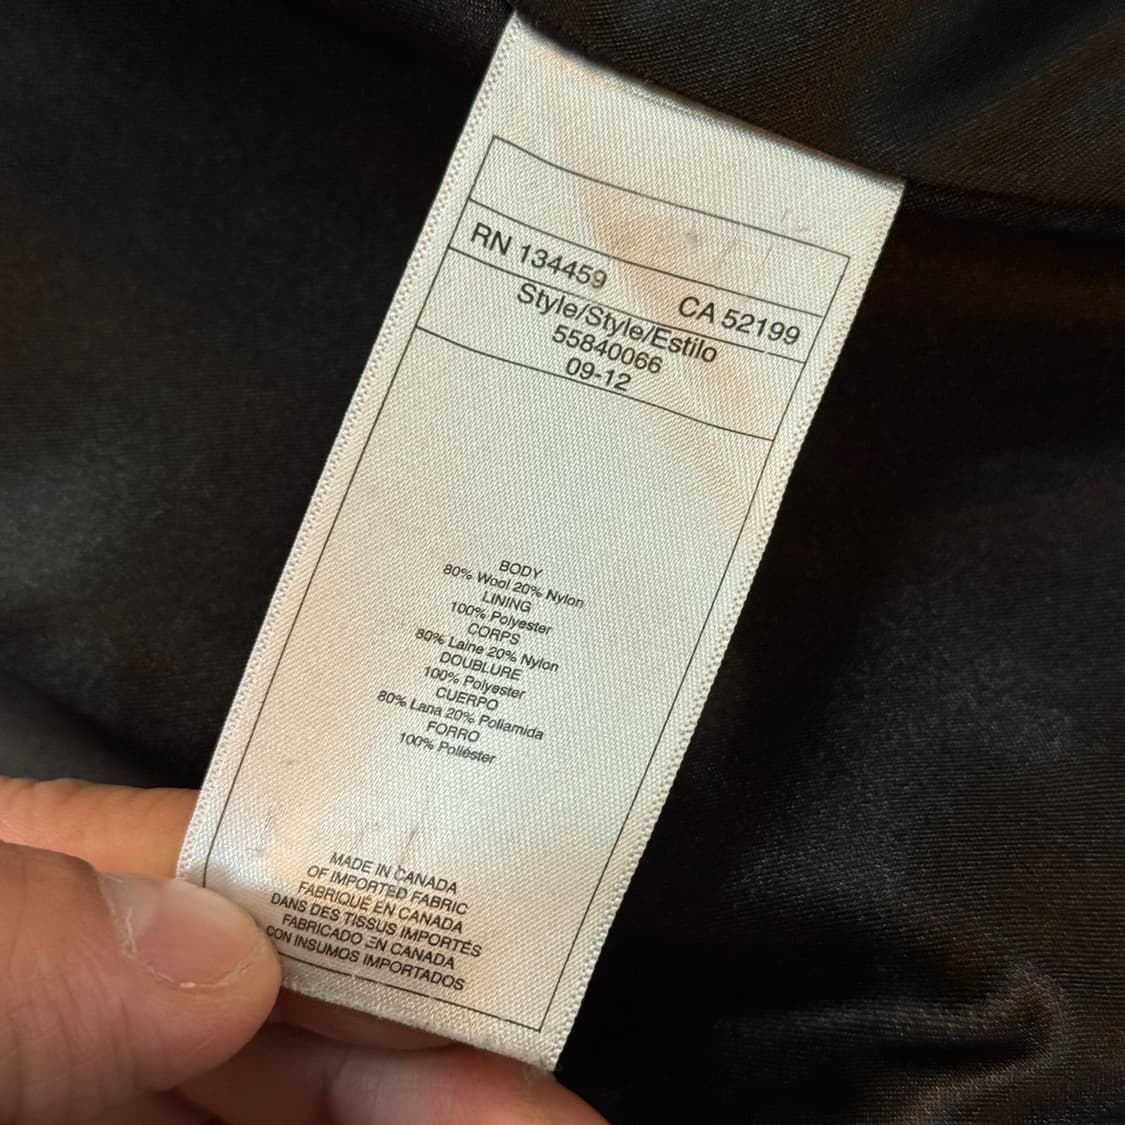 RN 134459 CA 52199
Style/Style/Estilo
55840066
09-12
BODY
80% Wool 20% Nylon
LINING
100% Polyester
CORPS
80% Laine 20% Nylon
DOUBLURE
100% Polyester
CUERPO
80% Lana 20% Poliamida
FORRO
100% Poliéster
MADE IN CANADA
OF IMPORTED FABRIC
FABRIQUÉ EN CANADA
DANS DES TISSUS IMPORTÉS
FABRICADO EN CANADA
CON INSUMOS IMPORTADOS